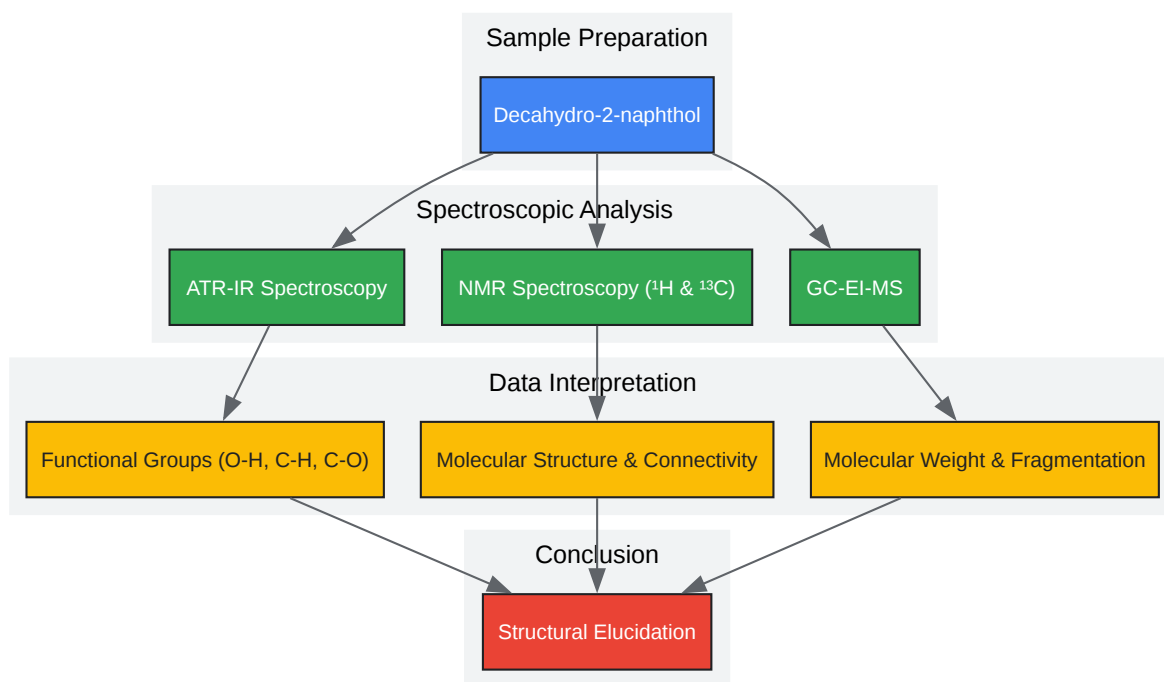 Sample Preparation
Decahydro-2-naphthol
Spectroscopic Analysis
ATR-IR Spectroscopy
NMR Spectroscopy (¹H & ¹³C)
GC-EI-MS
Data Interpretation
Functional Groups (O-H, C-H, C-O)
Molecular Structure & Connectivity
Molecular Weight & Fragmentation
Conclusion
Structural Elucidation